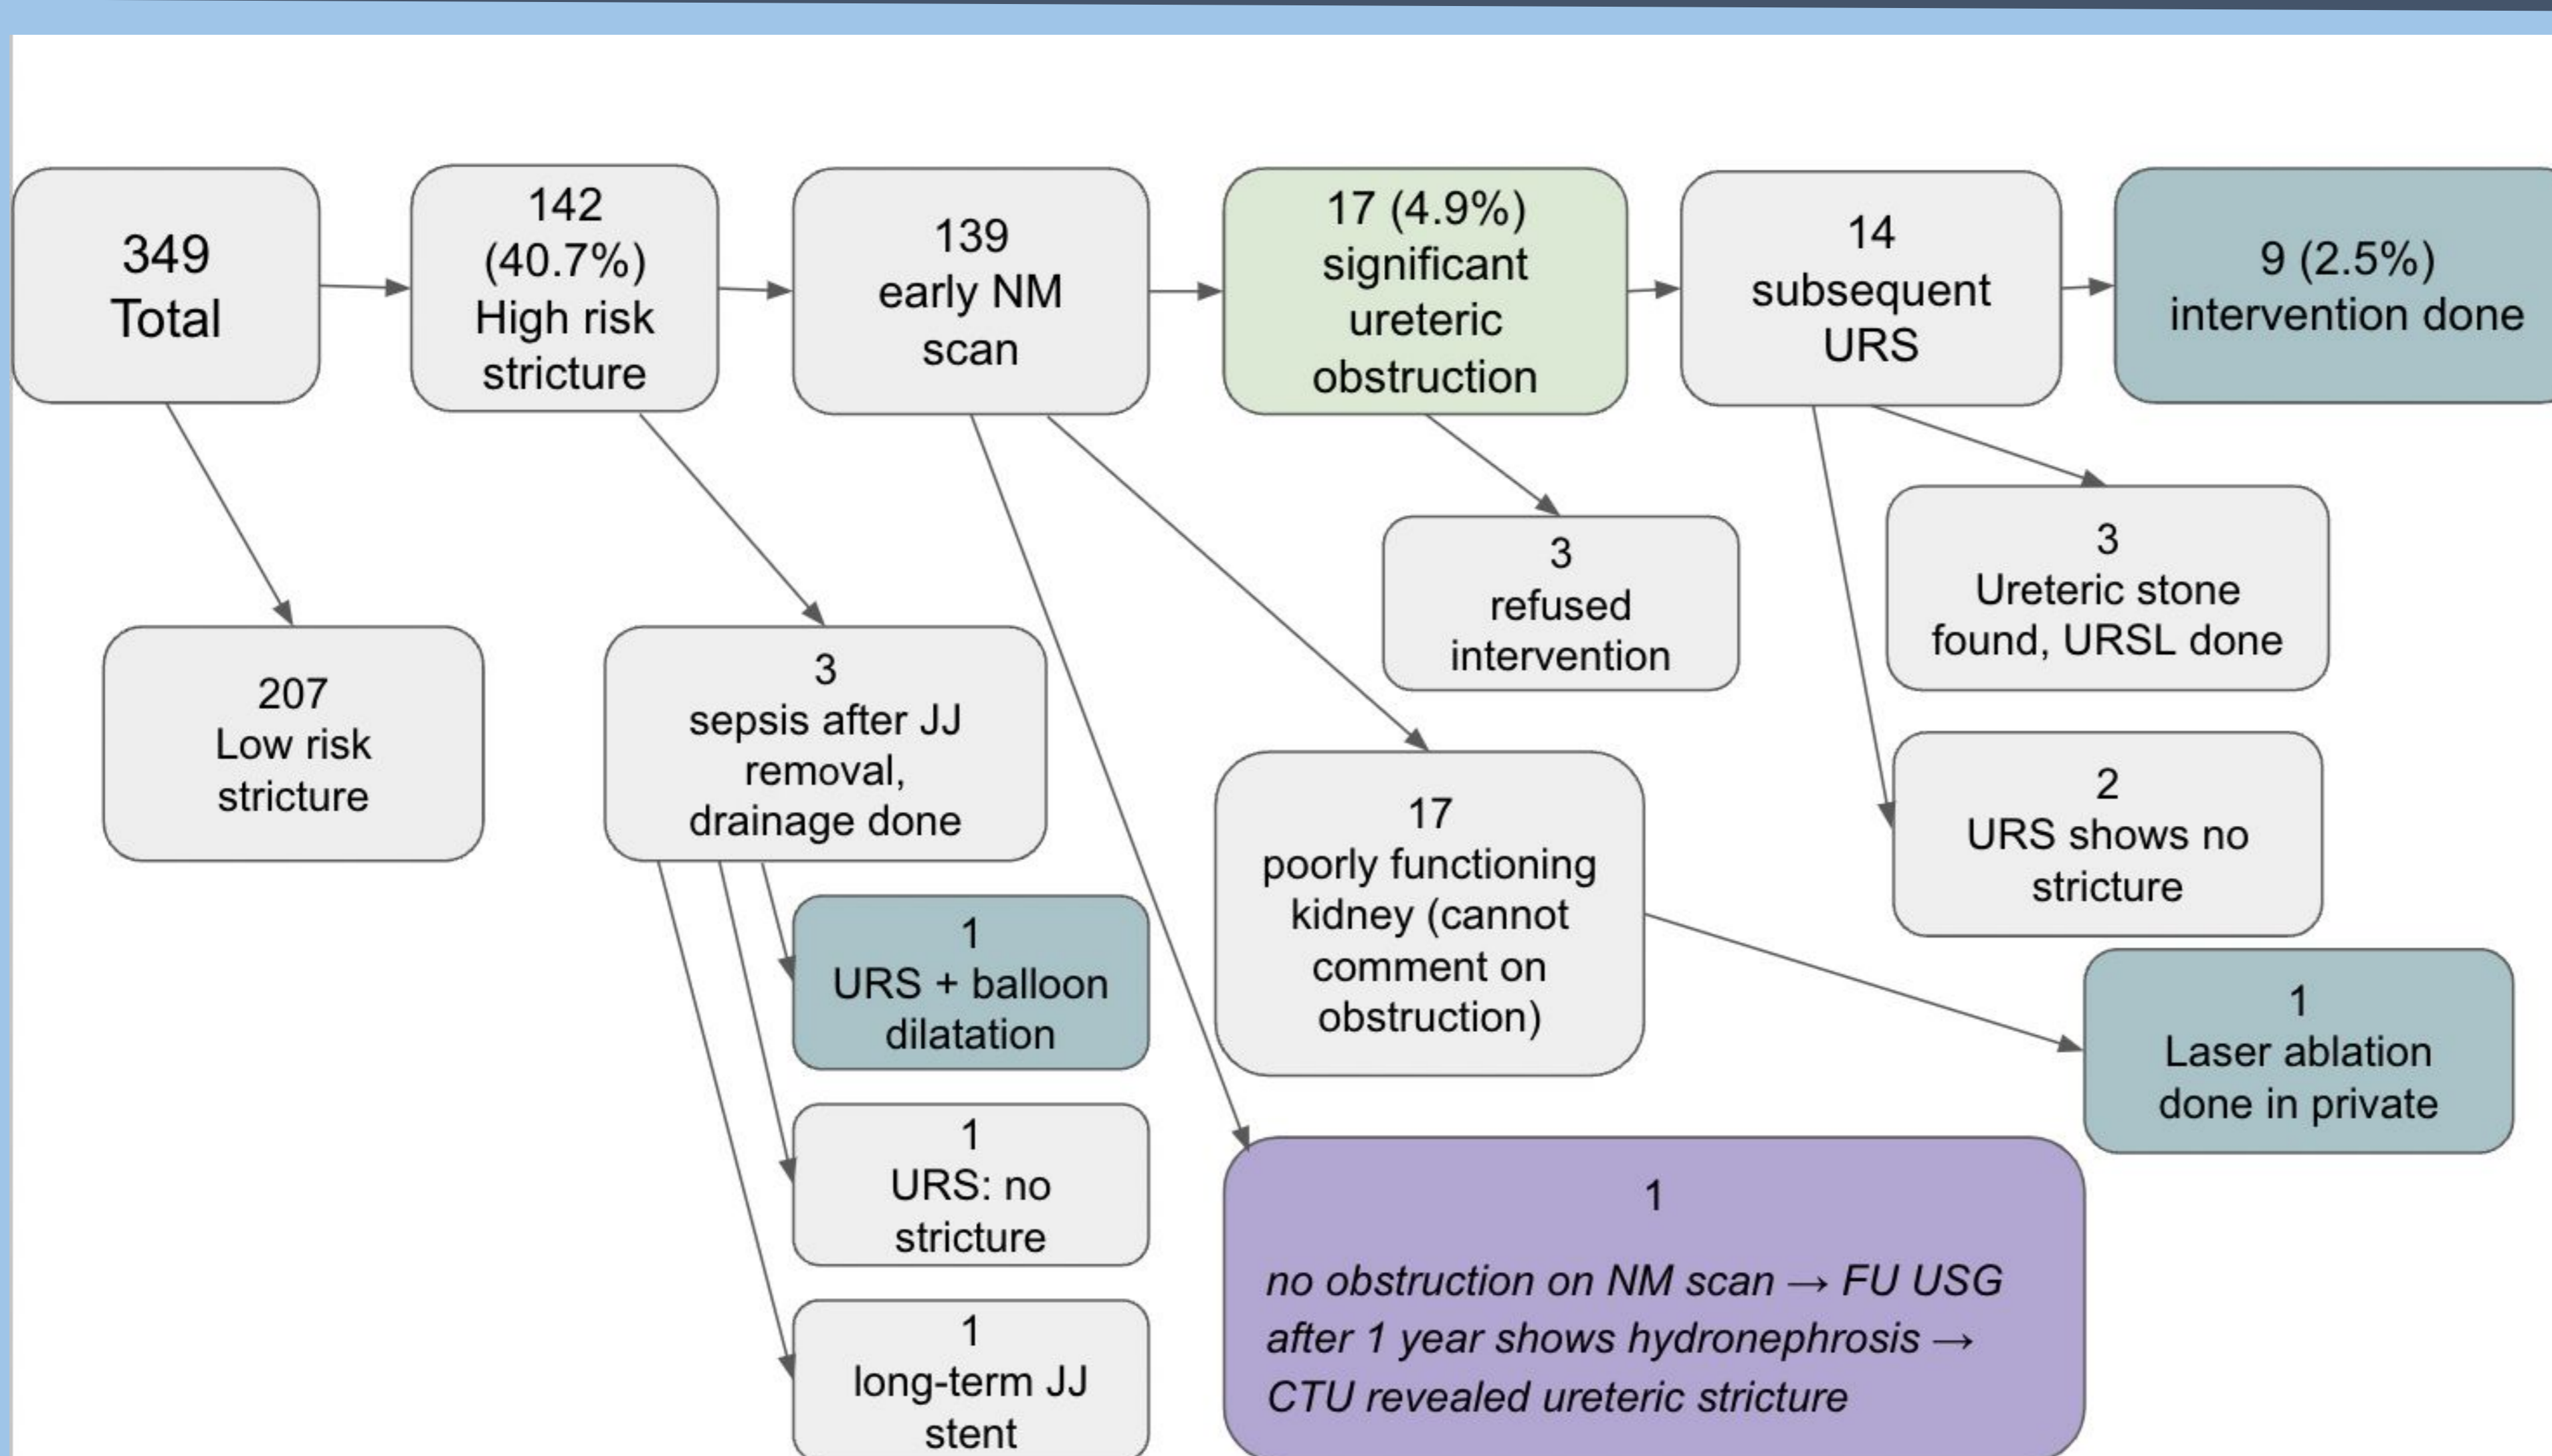 349
Total
142
(40.7%)
High risk
stricture
139
early NM
scan
17 (4.9%)
significant
ureteric
obstruction
14
subsequent
URS
9 (2.5%)
intervention done
207
Low risk
stricture
3
sepsis after JJ
removal,
drainage done
3
refused
intervention
3
Ureteric stone
found, URSL done
2
URS shows no
stricture
17
poorly functioning
kidney (cannot
comment on
obstruction)
1
Laser ablation
done in private
1
URS + balloon
dilatation
1
URS: no
stricture
1
long-term JJ
stent
1
no obstruction on NM scan → FU USG
after 1 year shows hydronephrosis →
CTU revealed ureteric stricture